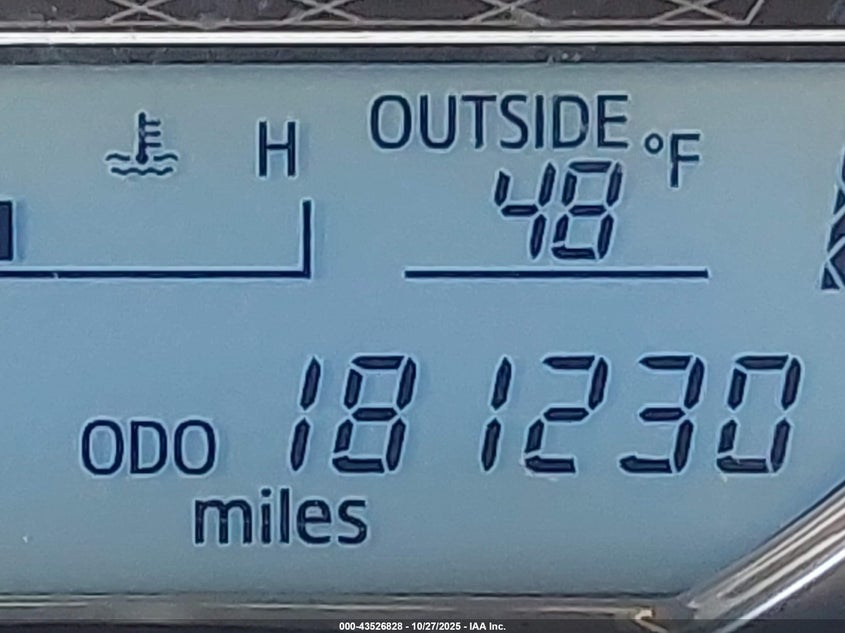 H
OUTSIDE °F
48
ODO 181230
miles
000-43526828 - 10/27/2025 - IAA Inc.